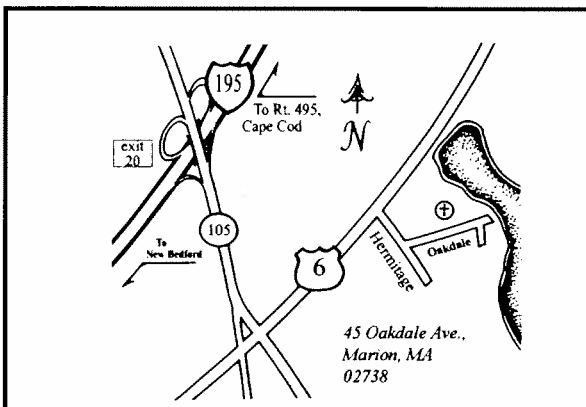 195
To Rt. 495,
Cape Cod
N
exit
20
105
To
New Bedford
6
Hermitage
Oakdale
45 Oakdale Ave.,
Marion, MA
02738